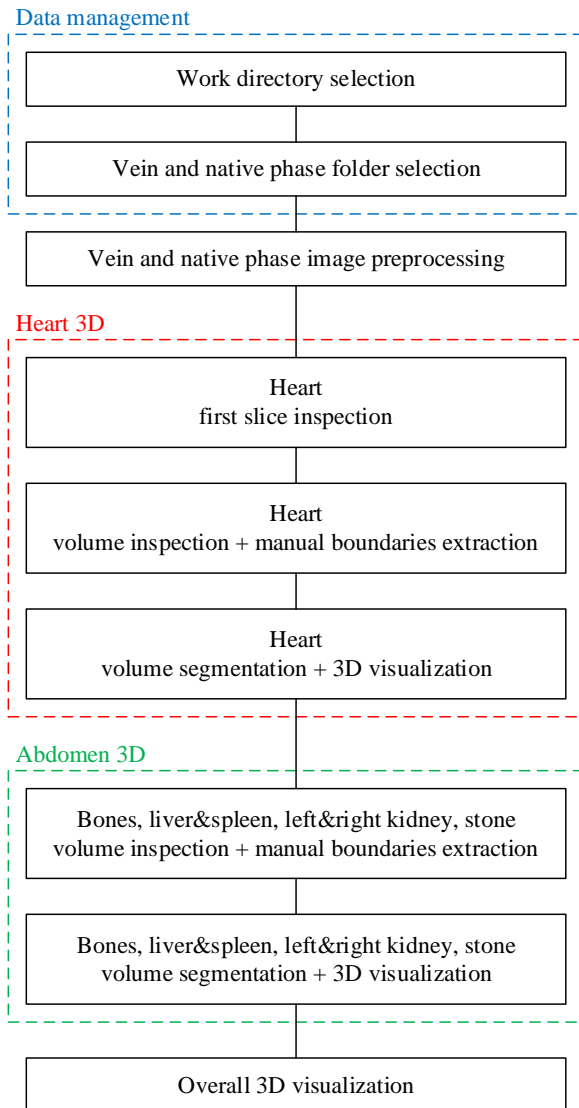 Data management
Work directory selection
Vein and native phase folder selection
Vein and native phase image preprocessing
Heart 3D
Heart
first slice inspection
Heart
volume inspection + manual boundaries extraction
Heart
volume segmentation + 3D visualization
Abdomen 3D
Bones, liver&spleen, left&right kidney, stone
volume inspection + manual boundaries extraction
Bones, liver&spleen, left&right kidney, stone
volume segmentation + 3D visualization
Overall 3D visualization